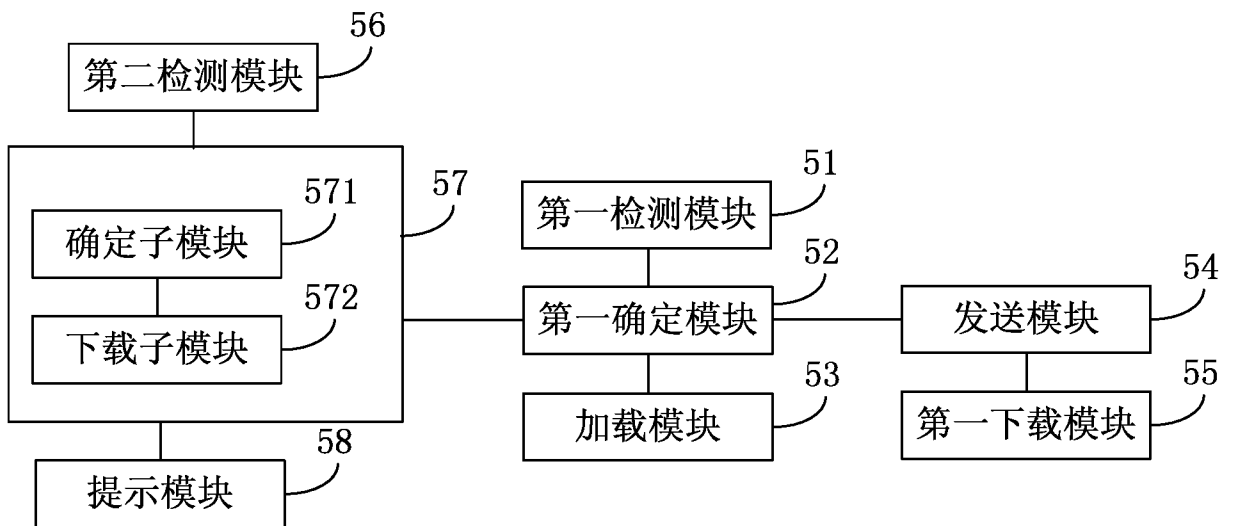 56
第二检测模块
57
571
确定子模块
572
下载子模块
58
提示模块
51
第一检测模块
52
第一确定模块
53
加载模块
54
发送模块
55
第一下载模块